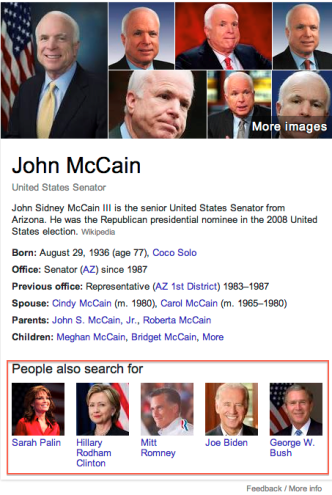 More images
John McCain
United States Senator
John Sidney McCain III is the senior United States Senator from
Arizona. He was the Republican presidential nominee in the 2008 United
States election. Wikipedia
Born: August 29, 1936 (age 77), Coco Solo
Office: Senator (AZ) since 1987
Previous office: Representative (AZ 1st District) 1983–1987
Spouse: Cindy McCain (m. 1980), Carol McCain (m. 1965–1980)
Parents: John S. McCain, Jr., Roberta McCain
Children: Meghan McCain, Bridget McCain, More
People also search for
Sarah Palin
Hillary
Rodham
Clinton
Mitt
Romney
Joe Biden
George W.
Bush
Feedback / More info